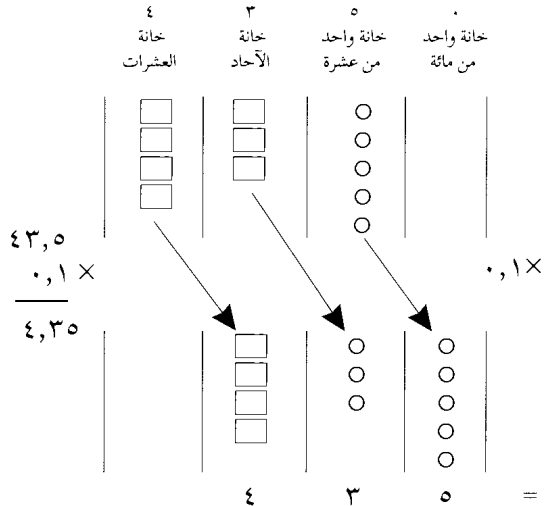 ٤ ٣ ٥ ٠
خانة العشرات
خانة الآحاد
خانة واحد من عشرة
خانة واحد من مائة
٤٣,٥
٠,١ ×
٤,٣٥
٠,١×
٤ ٣ ٥ =